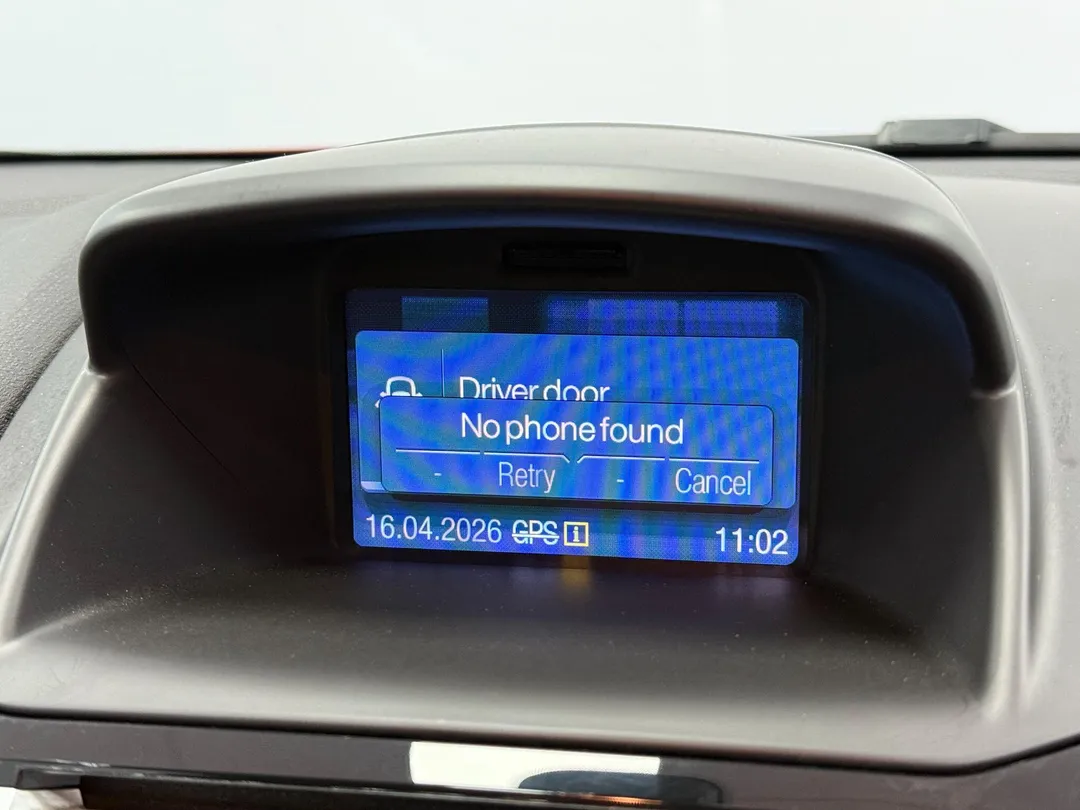 Driver door
No phone found
- Retry - Cancel
16.04.2026 GPS i 11:02